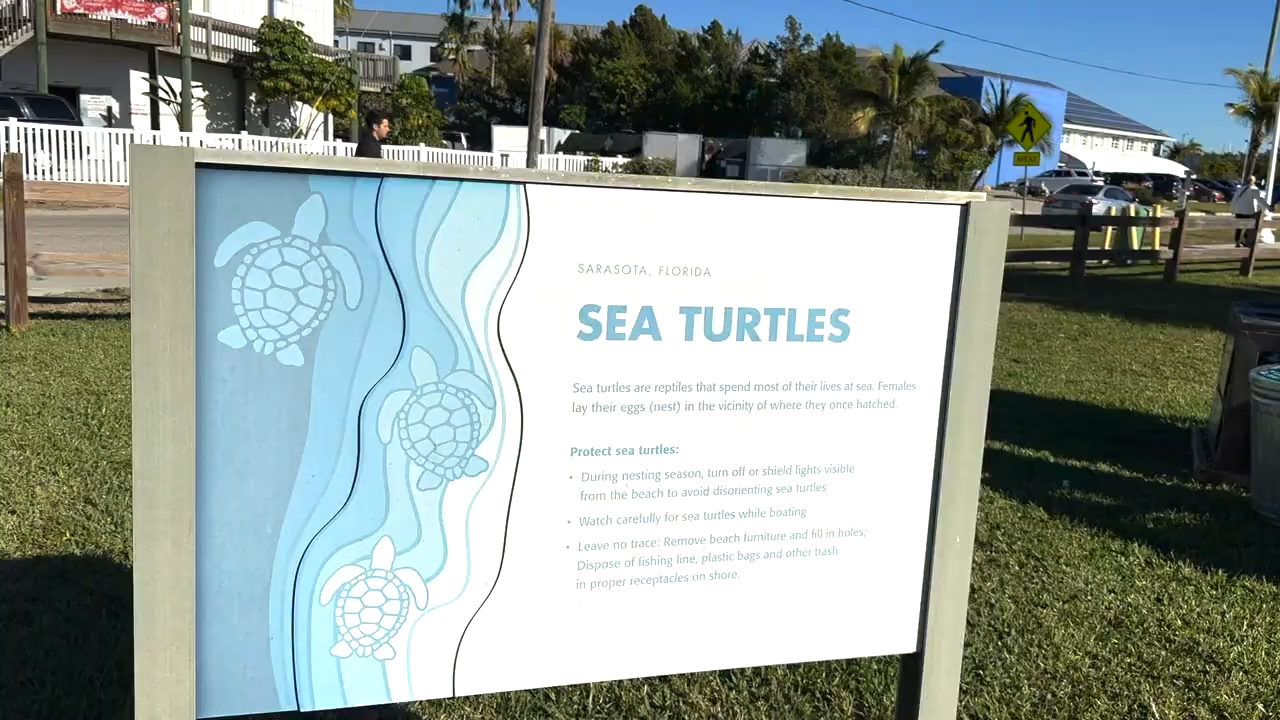 SARASOTA, FLORIDA
SEA TURTLES
Sea turtles are reptiles that spend most of their lives at sea. Females
lay their eggs (nest) in the vicinity of where they once hatched.
Protect sea turtles:
• During nesting season, turn off or shield lights visible
from the beach to avoid disorienting sea turtles
• Watch carefully for sea turtles while boating
• Leave no trace: Remove beach furniture and fill in holes;
Dispose of fishing line, plastic bags and other trash
in proper receptacles on shore.
AHEAD